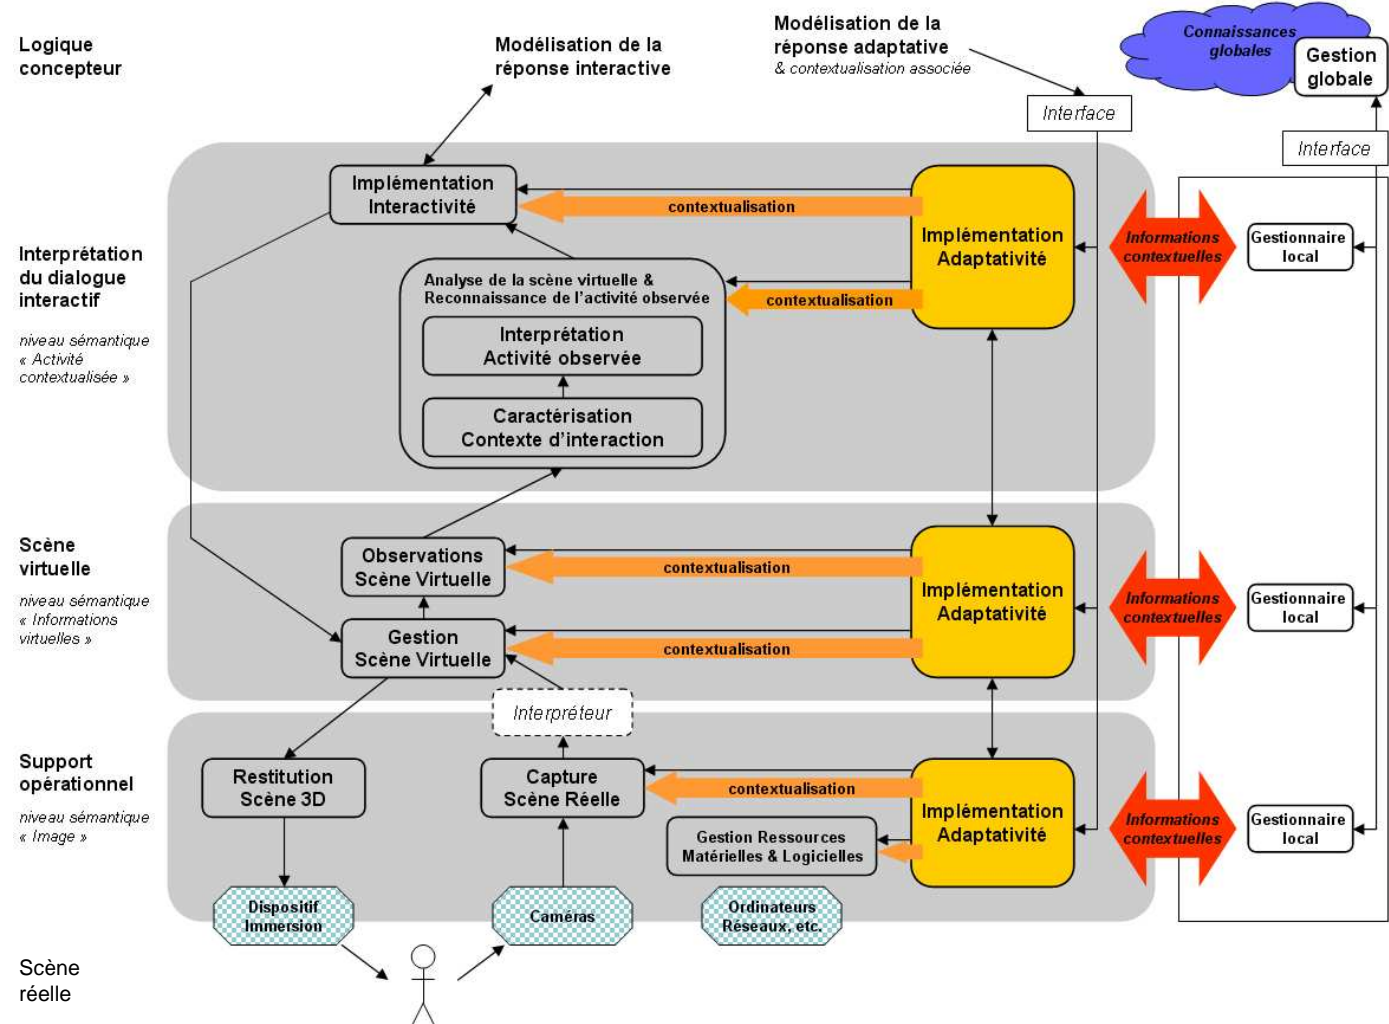 Logique
concepteur
Modélisation de la
réponse interactive
Modélisation de la
réponse adaptative
& contextualisation associée
Connaissances
globales
Gestion
globale
Interface
Interface
Interprétation
du dialogue
interactif
niveau sémantique
« Activité
contextualisée »
Implémentation
Interactivité
contextualisation
Implémentation
Adaptativité
Informations
contextuelles
Gestionnaire
local
Analyse de la scène virtuelle &
Reconnaissance de l'activité observée
contextualisation
Interprétation
Activité observée
Caractérisation
Contexte d'interaction
Scène
virtuelle
niveau sémantique
« Informations
virtuelles »
Observations
Scène Virtuelle
contextualisation
Implémentation
Adaptativité
Informations
contextuelles
Gestionnaire
local
Gestion
Scène Virtuelle
contextualisation
Interpréteur
Support
opérationnel
niveau sémantique
« Image »
Restitution
Scène 3D
Capture
Scène Réelle
contextualisation
Implémentation
Adaptativité
Informations
contextuelles
Gestionnaire
local
Gestion Ressources
Matérielles & Logicielles
Dispositif
Immersion
Caméras
Ordinateurs
Réseaux, etc.
Scène
réelle